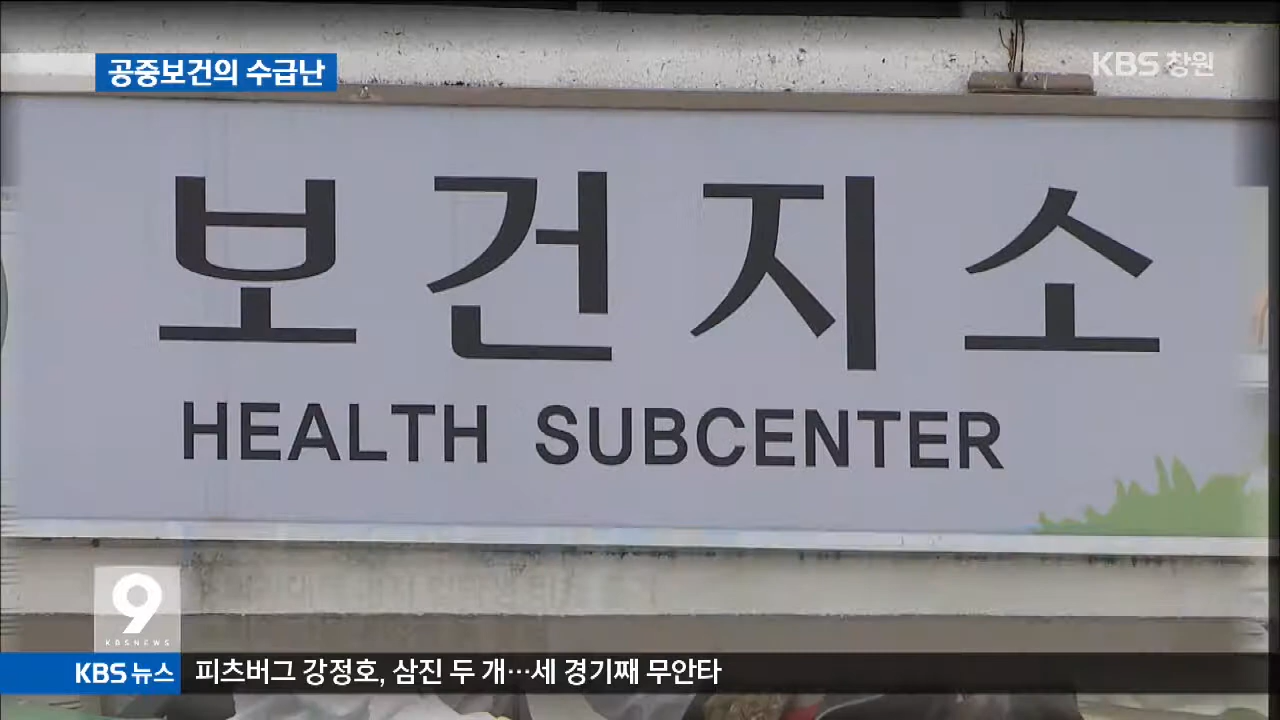 공중보건의 수급난
KBS 창원
보건지소
HEALTH SUBCENTER
9
KBSNEWS
KBS 뉴스
피츠버그 강정호, 삼진 두 개…세 경기째 무안타